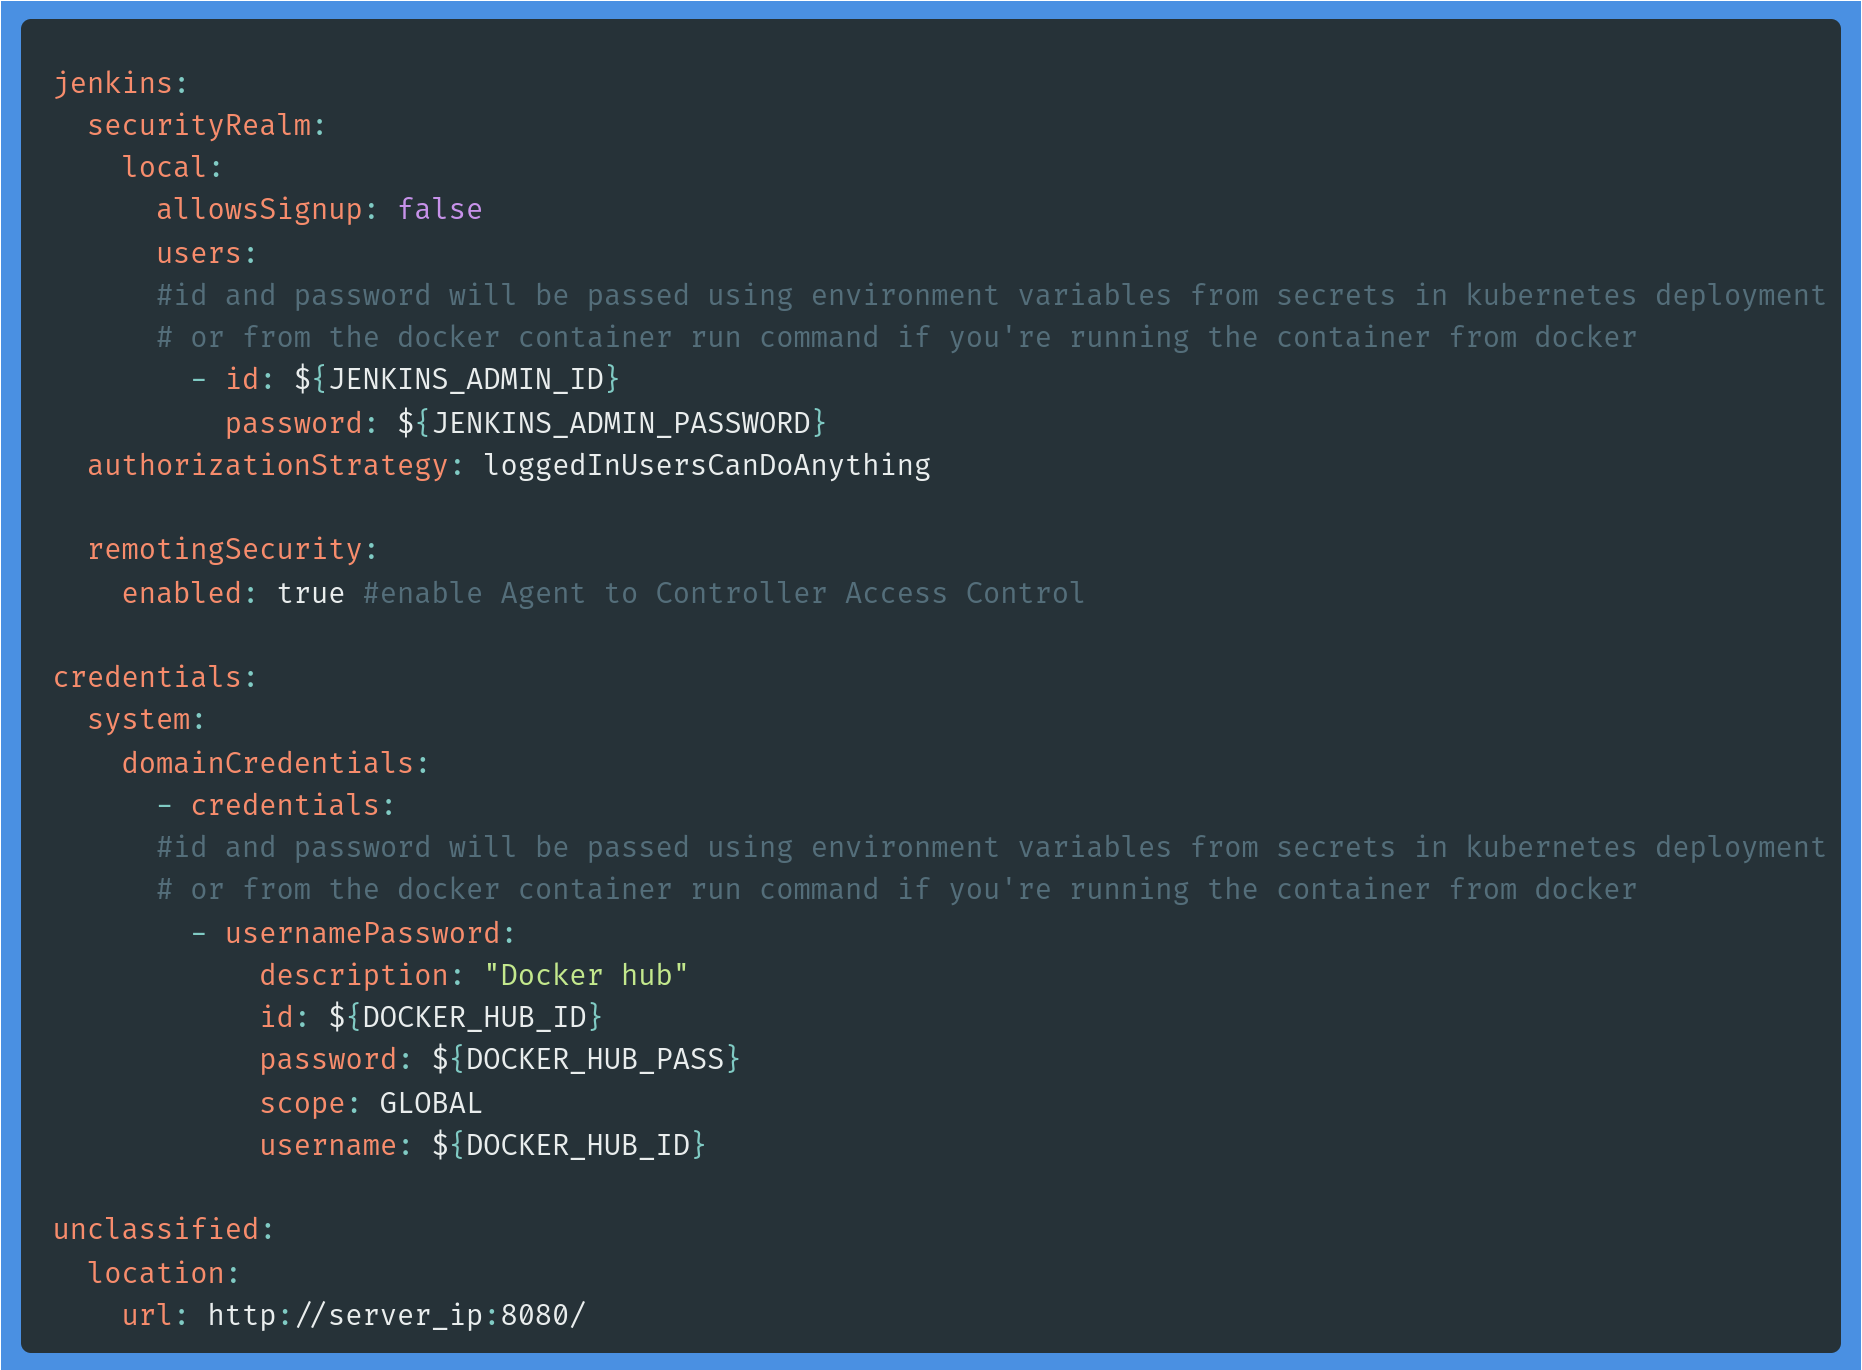 jenkins:
  securityRealm:
    local:
      allowsSignup: false
      users:
      #id and password will be passed using environment variables from secrets in kubernetes deployment
      # or from the docker container run command if you're running the container from docker
        - id: ${JENKINS_ADMIN_ID}
          password: ${JENKINS_ADMIN_PASSWORD}
  authorizationStrategy: loggedInUsersCanDoAnything

  remotingSecurity:
    enabled: true #enable Agent to Controller Access Control

credentials:
  system:
    domainCredentials:
      - credentials:
      #id and password will be passed using environment variables from secrets in kubernetes deployment
      # or from the docker container run command if you're running the container from docker
        - usernamePassword:
            description: "Docker hub"
            id: ${DOCKER_HUB_ID}
            password: ${DOCKER_HUB_PASS}
            scope: GLOBAL
            username: ${DOCKER_HUB_ID}

unclassified:
  location:
    url: http://server_ip:8080/